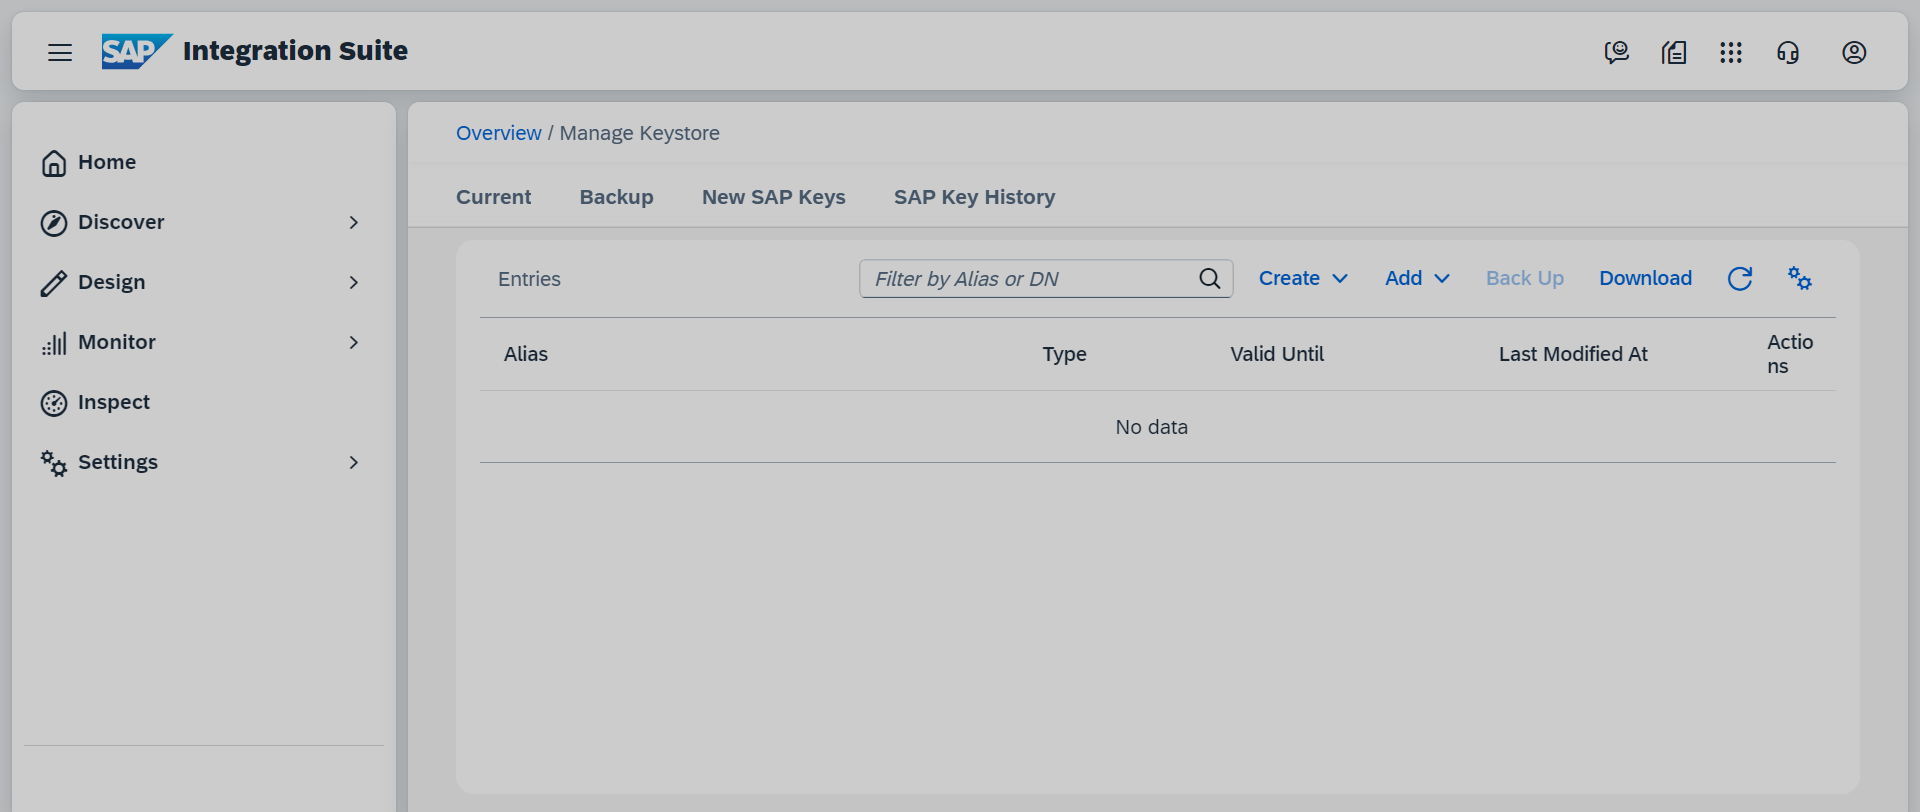 SAP Integration Suite
Home
Discover
Design
Monitor
Inspect
Settings
Overview / Manage Keystore
Current Backup New SAP Keys SAP Key History
Entries Filter by Alias or DN Create Add Back Up Download
Alias Type Valid Until Last Modified At Actio
ns
No data